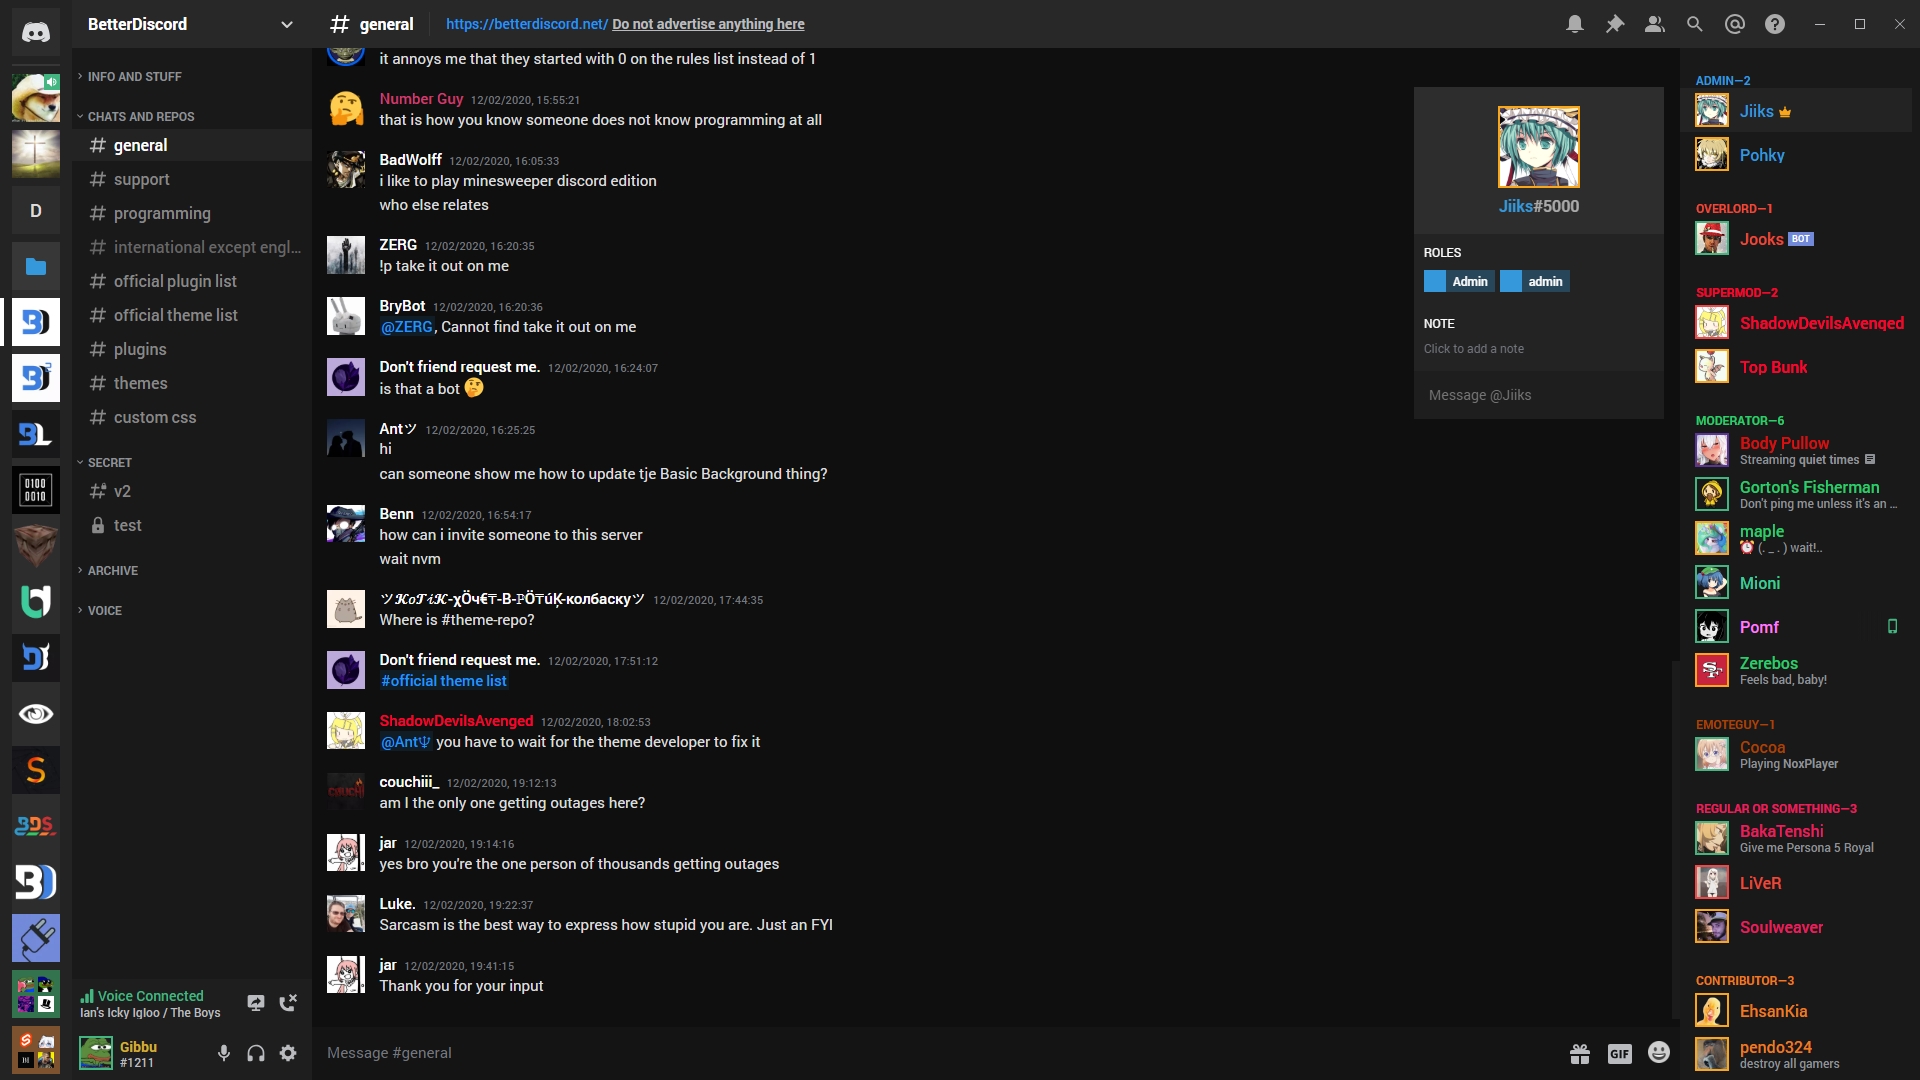 BetterDiscord
general
https://betterdiscord.net/ Do not advertise anything here
D
BL
0100
0010
S
BDS
INFO AND STUFF
CHATS AND REPOS
general
support
programming
international except engl...
official plugin list
official theme list
plugins
themes
custom css
SECRET
v2
test
ARCHIVE
VOICE
Voice Connected
Ian's Icky Igloo / The Boys
Gibbu
#1211
it annoys me that they started with 0 on the rules list instead of 1
Number Guy 12/02/2020, 15:55:21
that is how you know someone does not know programming at all
BadWolff 12/02/2020, 16:05:33
i like to play minesweeper discord edition
who else relates
ZERG 12/02/2020, 16:20:35
!p take it out on me
BryBot 12/02/2020, 16:20:36
@ZERG, Cannot find take it out on me
Don't friend request me. 12/02/2020, 16:24:07
is that a bot 🤔
Antツ 12/02/2020, 16:25:25
hi
can someone show me how to update tje Basic Background thing?
Benn 12/02/2020, 16:54:17
how can i invite someone to this server
wait nvm
ツ𝓚𝓸𝓣𝓲𝓚-χÖч€₸-B-ℙÖ₸úĶ-колбаскуツ 12/02/2020, 17:44:35
Where is #theme-repo?
Don't friend request me. 12/02/2020, 17:51:12
#official theme list
ShadowDevilsAvenged 12/02/2020, 18:02:53
@AntΨ you have to wait for the theme developer to fix it
couchiii_ 12/02/2020, 19:12:13
am I the only one getting outages here?
jar 12/02/2020, 19:14:16
yes bro you're the one person of thousands getting outages
Luke. 12/02/2020, 19:22:37
Sarcasm is the best way to express how stupid you are. Just an FYI
jar 12/02/2020, 19:41:15
Thank you for your input
Message #general
GIF
Jiiks#5000
ROLES
Admin admin
NOTE
Click to add a note
Message @Jiiks
ADMIN—2
Jiiks
Pohky
OVERLORD—1
Jooks BOT
SUPERMOD—2
ShadowDevilsAvenged
Top Bunk
MODERATOR—6
Body Pullow
Streaming quiet times
Gorton's Fisherman
Don't ping me unless it's an ...
maple
⏰ (. _ . ) wait!..
Mioni
Pomf
Zerebos
Feels bad, baby!
EMOTEGUY—1
Cocoa
Playing NoxPlayer
REGULAR OR SOMETHING—3
BakaTenshi
Give me Persona 5 Royal
LiVeR
Soulweaver
CONTRIBUTOR—3
EhsanKia
pendo324
destroy all gamers